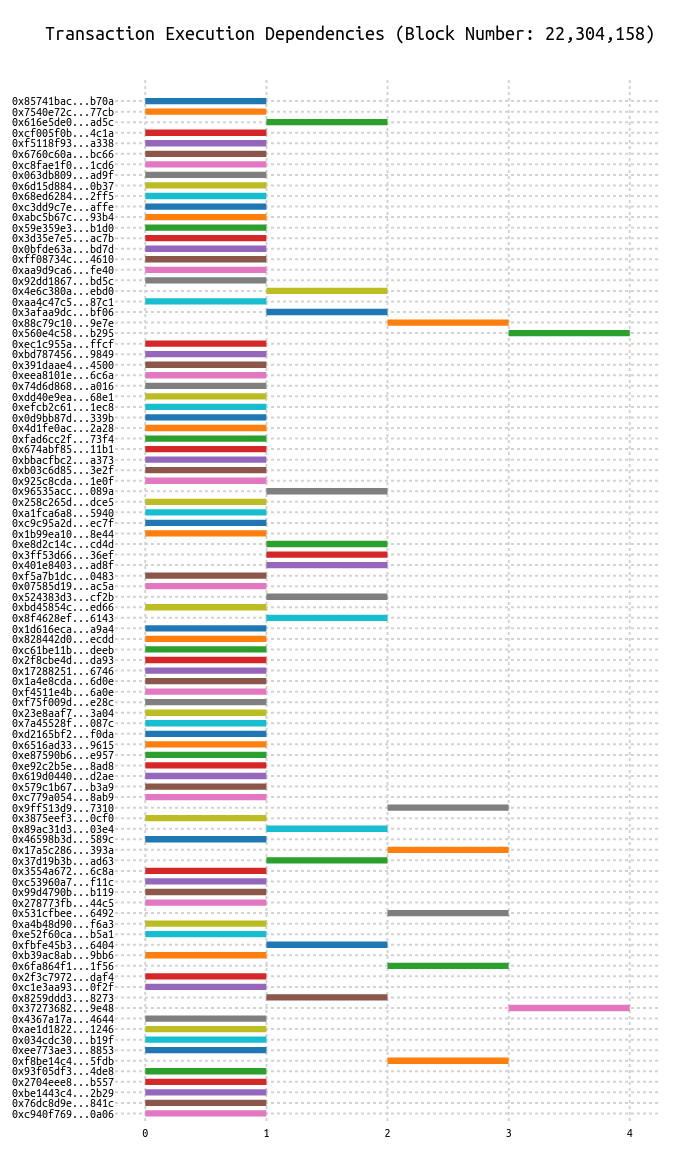 Transaction Execution Dependencies (Block Number: 22,304,158)
0x85741bac...b70a
0x7540e72c...77cb
0x616e5de0...ad5c
0xcf005f0b...4c1a
0xf5118f93...a338
0x6760c60a...bc66
0xc8fae1f0...1cd6
0x063db809...ad9f
0x6d15d884...0b37
0x68ed6284...2ff5
0xc3dd9c7e...affe
0xabc5b67c...93b4
0x59e359e3...b1d0
0x3d35e7e5...ac7b
0x0bfde63a...bd7d
0xff08734c...4610
0xaa9d9ca6...fe40
0x92dd1867...bd5c
0x4e6c380a...ebd0
0xaa4c47c5...87c1
0x3afaa9dc...bf06
0x88c79c10...9e7e
0x560e4c58...b295
0xec1c955a...ffcf
0xbd787456...9849
0x391daae4...4500
0xeea8101e...6c6a
0x74d6d868...a016
0xdd40e9ea...68e1
0xefcb2c61...1ec8
0x0d9bb87d...339b
0x4d1fe0ac...2a28
0xfad6cc2f...73f4
0x674abf85...11b1
0xbbacfbc2...a373
0xb03c6d85...3e2f
0x925c8cda...1e0f
0x96535acc...089a
0x258c265d...dce5
0xa1fca6a8...5940
0xc9c95a2d...ec7f
0x1b99ea10...8e44
0xe8d2c14c...cd4d
0x3ff53d66...36ef
0x401e8403...ad8f
0xf5a7b1dc...0483
0x07585d19...ac5a
0x524383d3...cf2b
0xbd45854c...ed66
0x8f4628ef...6143
0x1d616eca...a9a4
0x828442d0...ecdd
0xc61be11b...deeb
0x2f8cbe4d...da93
0x17288251...6746
0x1a4e8cda...6d0e
0xf4511e4b...6a0e
0xf75f009d...e28c
0x23e8aaf7...3a04
0x7a45528f...087c
0xd2165bf2...f0da
0x6516ad33...9615
0xe87590b6...e957
0xe92c2b5e...8ad8
0x619d0440...d2ae
0x579c1b67...b3a9
0xc779a054...8ab9
0x9ff513d9...7310
0x3875eef3...0cf0
0x89ac31d3...03e4
0x46598b3d...589c
0x17a5c286...393a
0x37d19b3b...ad63
0x3554a672...6c8a
0xc53960a7...f11c
0x99d4790b...b119
0x278773fb...44c5
0x531cfbee...6492
0xa4b48d90...f6a3
0xe52f60ca...b5a1
0xfbfe45b3...6404
0xb39ac8ab...9bb6
0x6fa864f1...1f56
0x2f3c7972...daf4
0xc1e3aa93...0f2f
0x8259ddd3...8273
0x37273682...9e48
0x4367a17a...4644
0xae1d1822...1246
0x034cdc30...b19f
0xee773ae3...8853
0xf8be14c4...5fdb
0x93f05df3...4de8
0x2704eee8...b557
0xbe1443c4...2b29
0x76dc8d9e...841c
0xc940f769...0a06
0 1 2 3 4